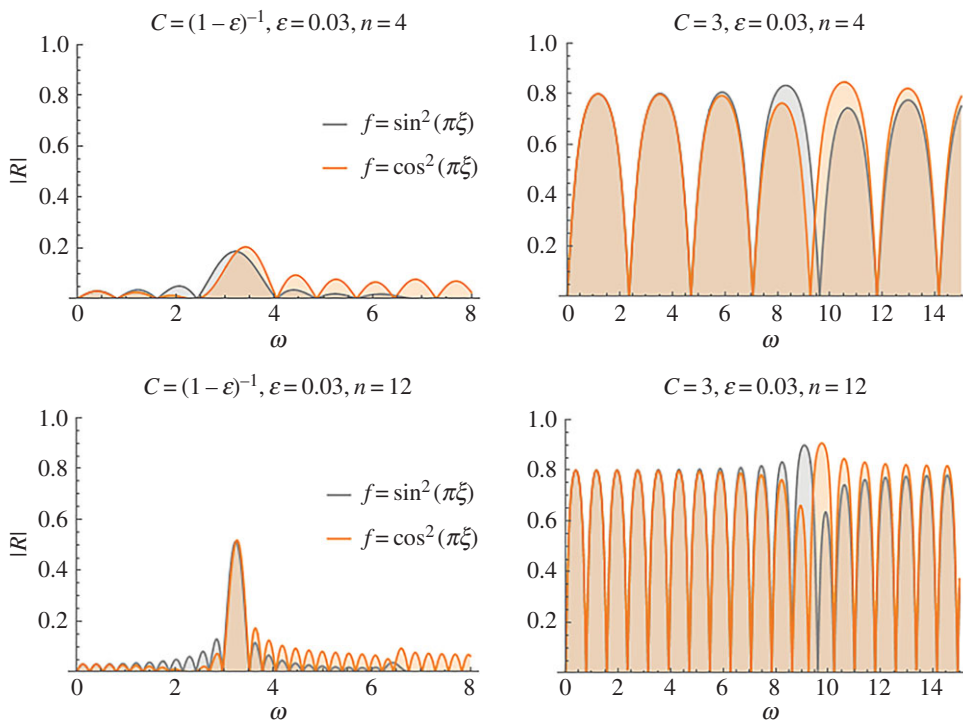 C = (1 – ε)⁻¹, ε = 0.03, n = 4
1.0
0.8
0.6
0.4
0.2
|R|
f = sin² (πξ)
f = cos² (πξ)
0 2 4 6 8
ω
C = 3, ε = 0.03, n = 4
1.0
0.8
0.6
0.4
0.2
0 2 4 6 8 10 12 14
ω
C = (1 – ε)⁻¹, ε = 0.03, n = 12
1.0
0.8
0.6
0.4
0.2
|R|
f = sin² (πξ)
f = cos² (πξ)
0 2 4 6 8
ω
C = 3, ε = 0.03, n = 12
1.0
0.8
0.6
0.4
0.2
0 2 4 6 8 10 12 14
ω